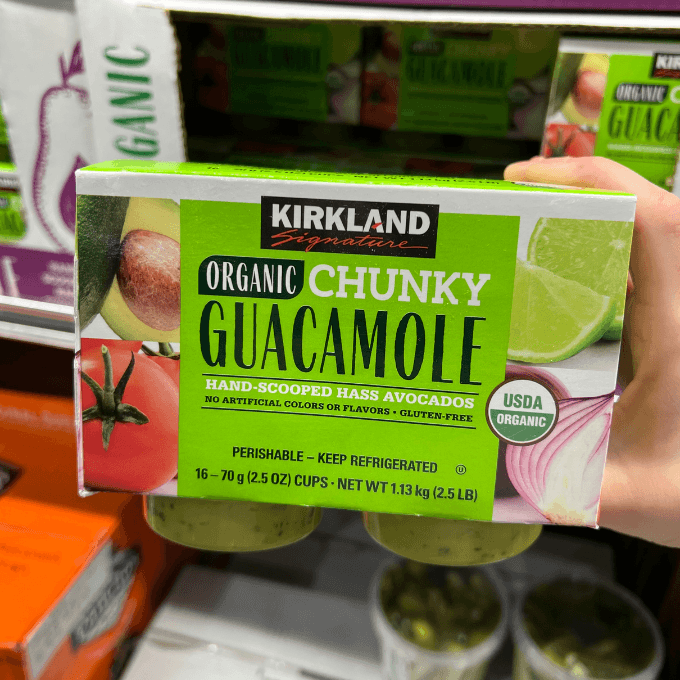 KIRKLAND
Signature
ORGANIC CHUNKY
GUACAMOLE
HAND-SCOOPED HASS AVOCADOS
NO ARTIFICIAL COLORS OR FLAVORS • GLUTEN-FREE
USDA
ORGANIC
PERISHABLE – KEEP REFRIGERATED
16 – 70 g (2.5 OZ) CUPS • NET WT 1.13 kg (2.5 LB)
GANIC
GUACAMOLE
KIR
ORGANIC C
GUACA